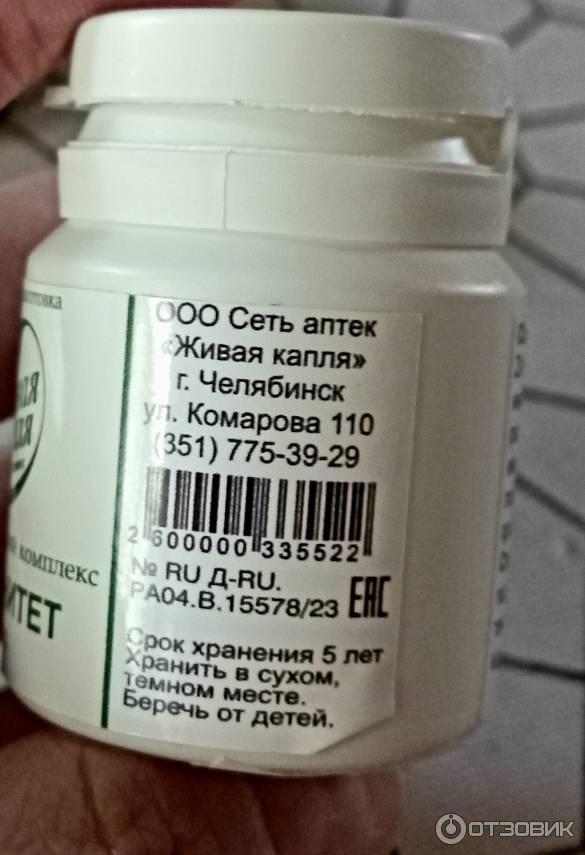 ООО Сеть аптек
«Живая капля»
г. Челябинск
ул. Комарова 110
(351) 775-39-29
2 600000 335522
№ RU Д-RU.
РА04.В.15578/23 ЕАС
Срок хранения 5 лет
Хранить в сухом,
темном месте.
Беречь от детей.
комплекс
ИТЕТ
ОТЗОВИК